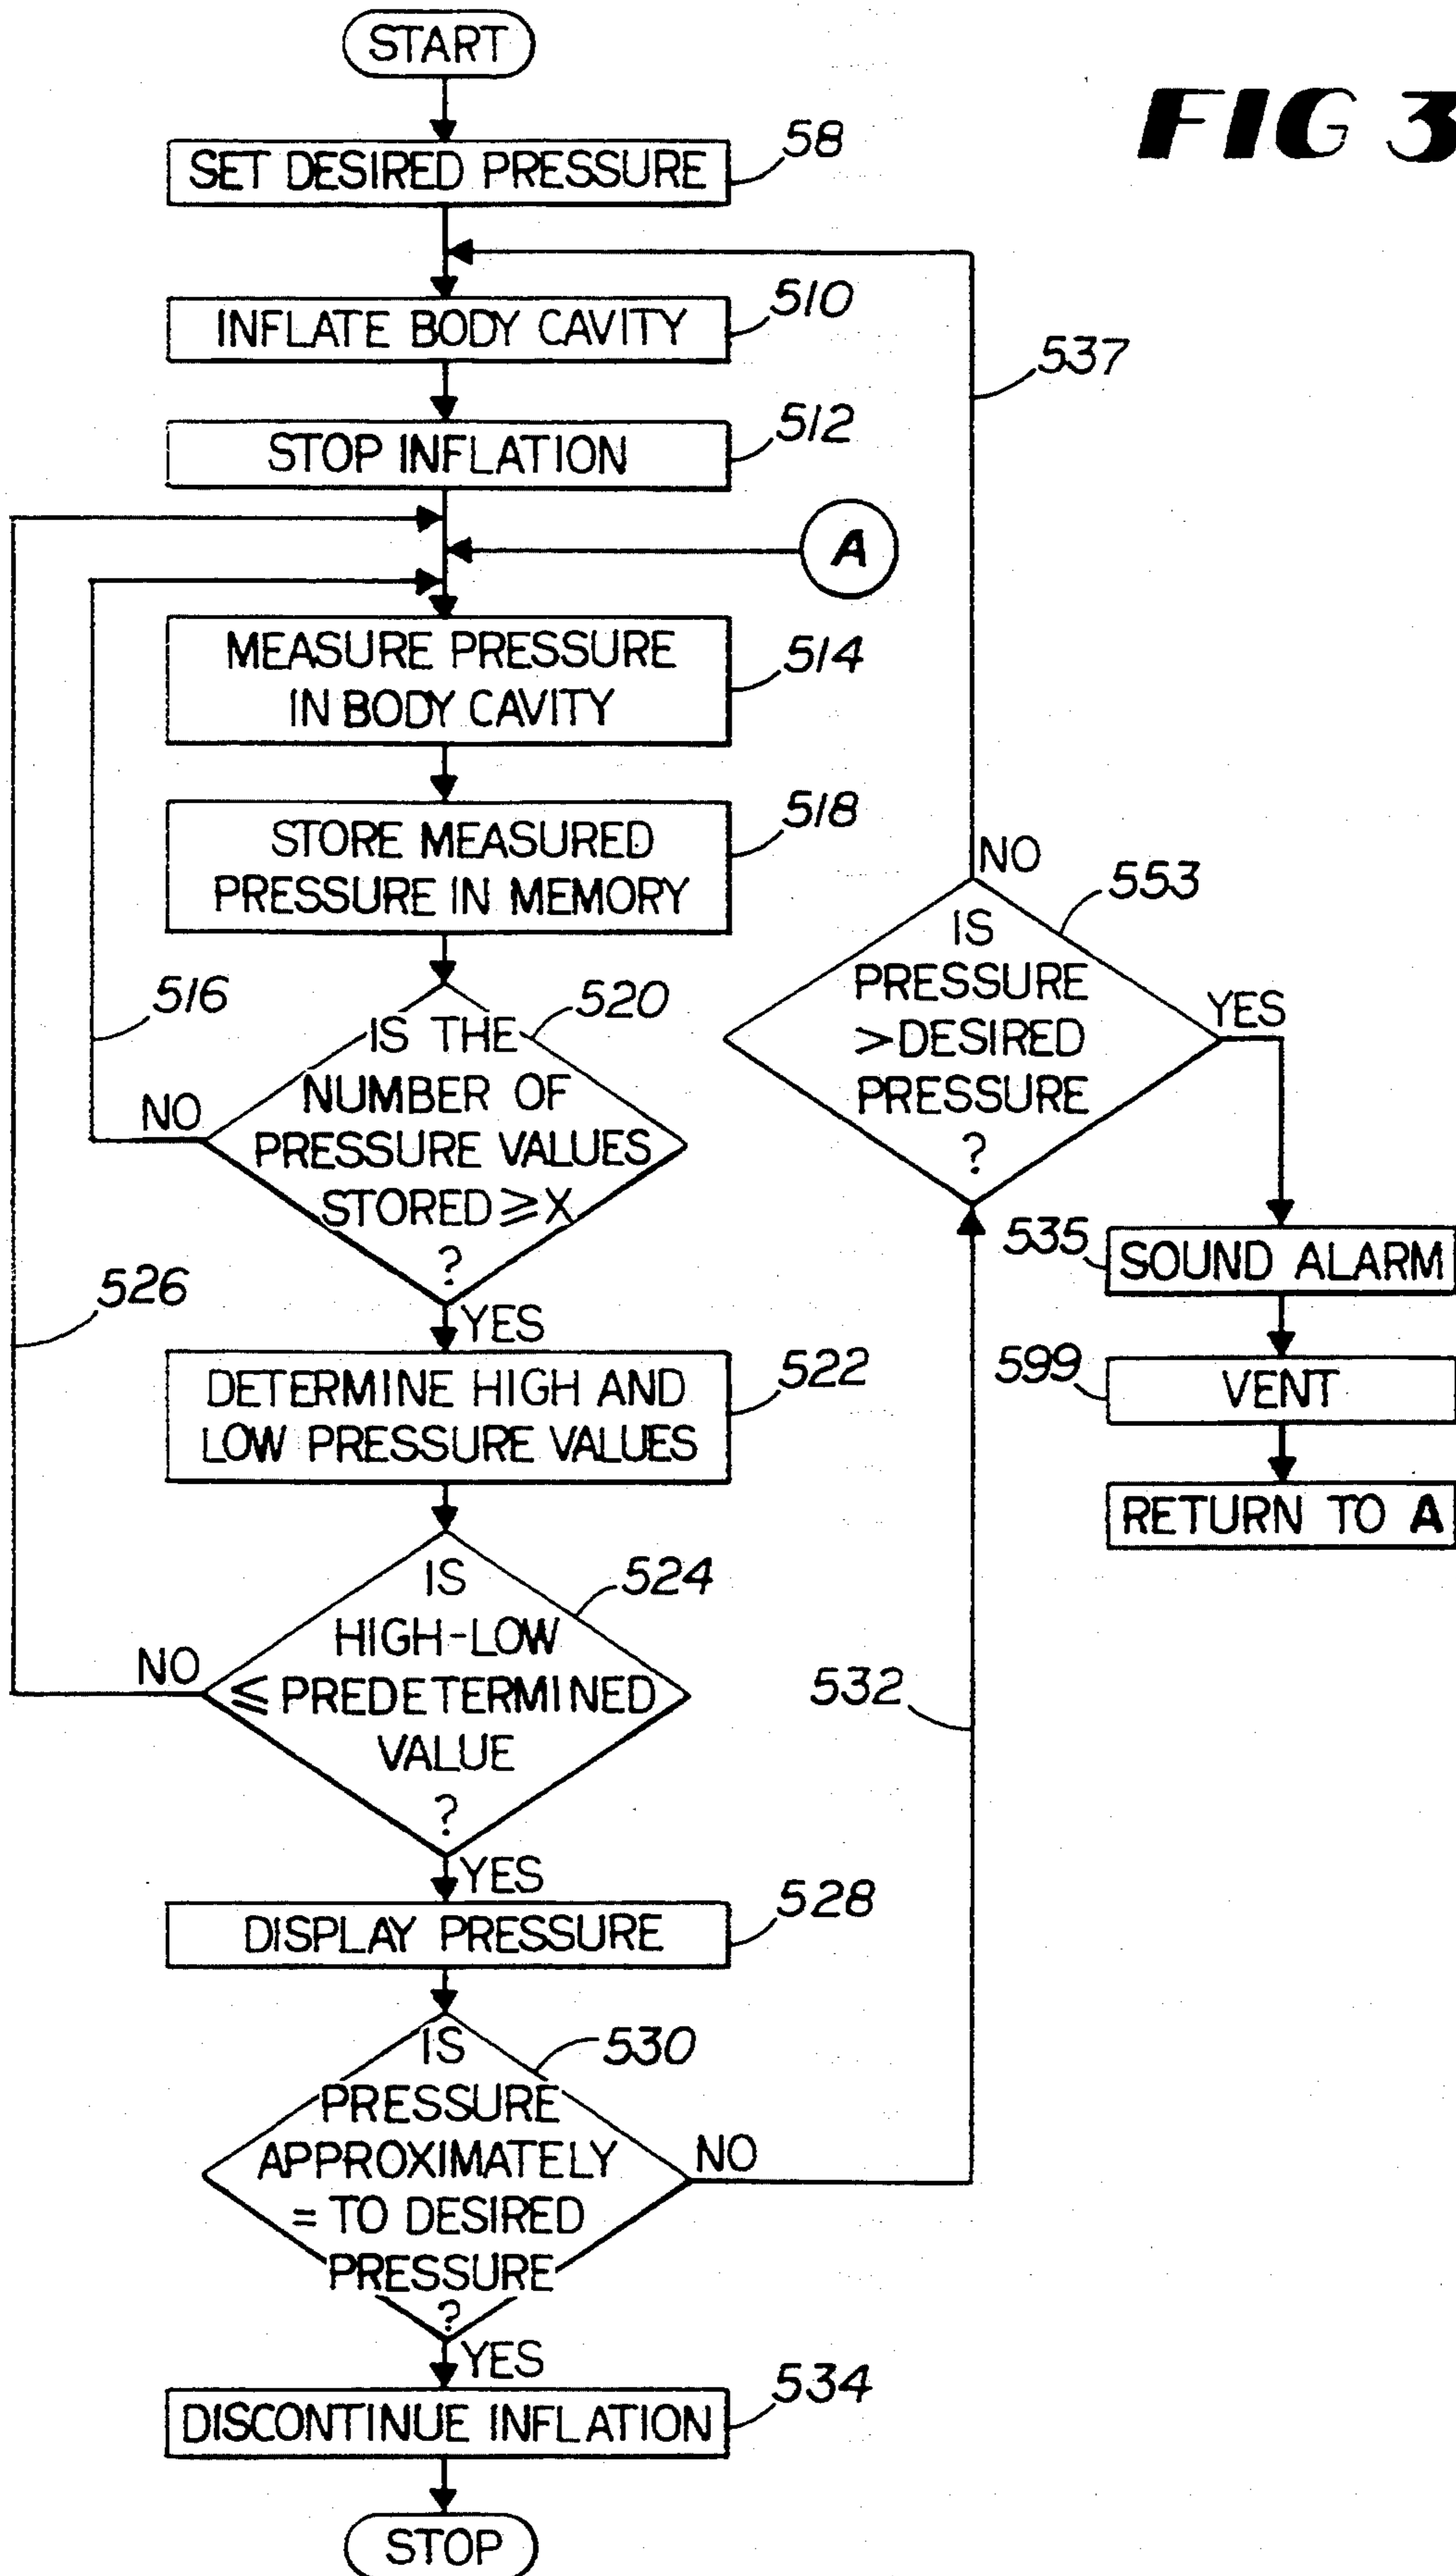 START
FIG 3
58
SET DESIRED PRESSURE
510
INFLATE BODY CAVITY
537
512
STOP INFLATION
A
514
MEASURE PRESSURE
IN BODY CAVITY
518
STORE MEASURED
PRESSURE IN MEMORY
516
520
IS THE
NUMBER OF
PRESSURE VALUES
STORED ≥ X
?
NO
YES
526
522
DETERMINE HIGH AND
LOW PRESSURE VALUES
524
IS
HIGH-LOW
≤ PREDETERMINED
VALUE
?
NO
YES
528
DISPLAY PRESSURE
530
IS
PRESSURE
APPROXIMATELY
= TO DESIRED
PRESSURE
?
NO
YES
534
DISCONTINUE INFLATION
STOP
532
NO
553
IS
PRESSURE
>DESIRED
PRESSURE
?
YES
535
SOUND ALARM
599
VENT
RETURN TO A